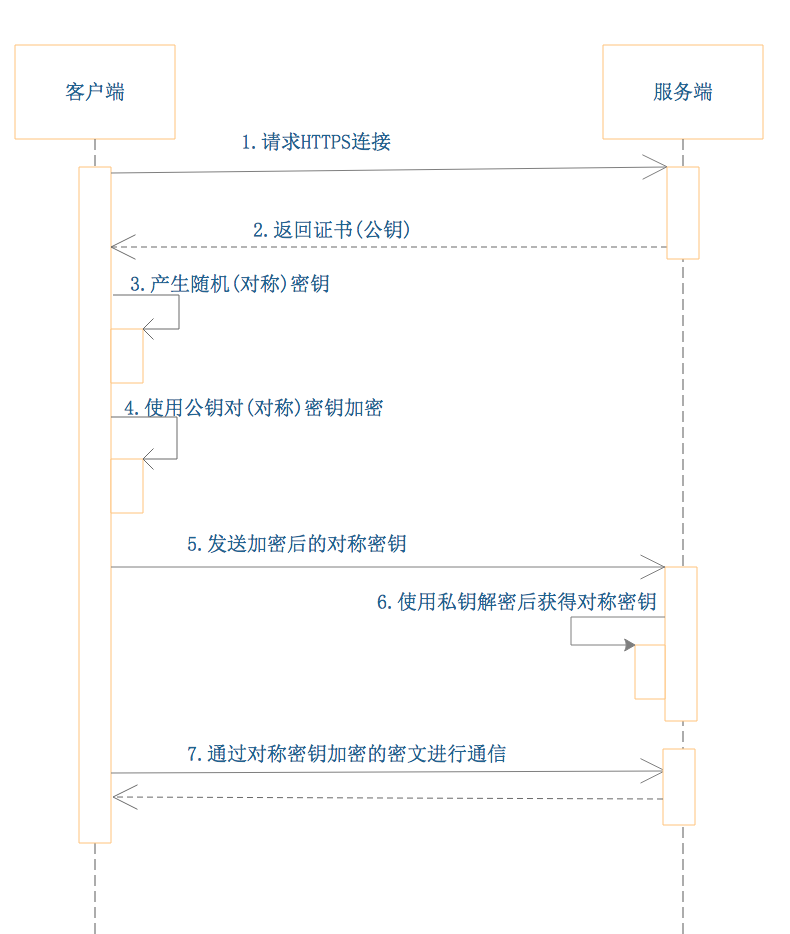 客户端
服务端
1.请求HTTPS连接
2.返回证书(公钥)
3.产生随机(对称)密钥
4.使用公钥对(对称)密钥加密
5.发送加密后的对称密钥
6.使用私钥解密后获得对称密钥
7.通过对称密钥加密的密文进行通信